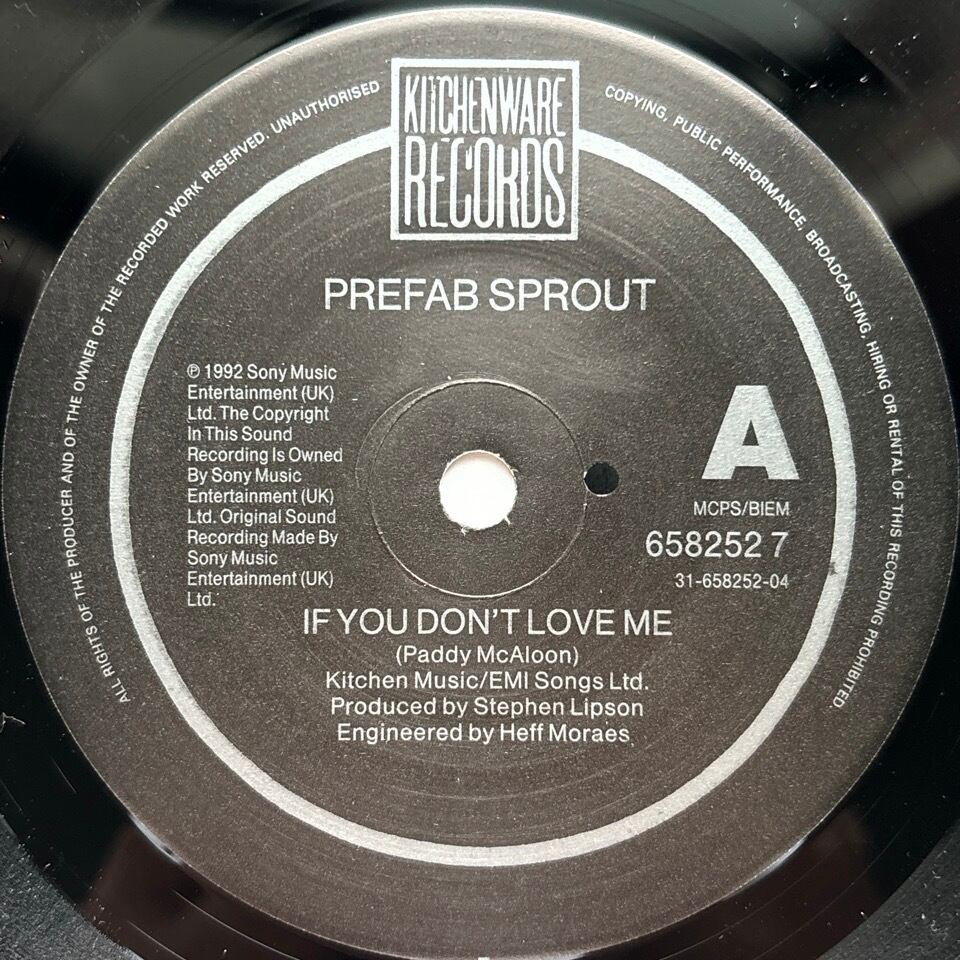 KITCHENWARE
RECORDS
PREFAB SPROUT
℗ 1992 Sony Music
Entertainment (UK)
Ltd. The Copyright
In This Sound
Recording Is Owned
By Sony Music
Entertainment (UK)
Ltd. Original Sound
Recording Made By
Sony Music
Entertainment (UK)
Ltd.
A
MCPS/BIEM
658252 7
31-658252-04
IF YOU DON'T LOVE ME
(Paddy McAloon)
Kitchen Music/EMI Songs Ltd.
Produced by Stephen Lipson
Engineered by Heff Moraes
ALL RIGHTS OF THE PRODUCER AND OF THE OWNER OF THE RECORDED WORK RESERVED. UNAUTHORISED
COPYING, PUBLIC PERFORMANCE, BROADCASTING, HIRING OR RENTAL OF THIS RECORDING PROHIBITED.